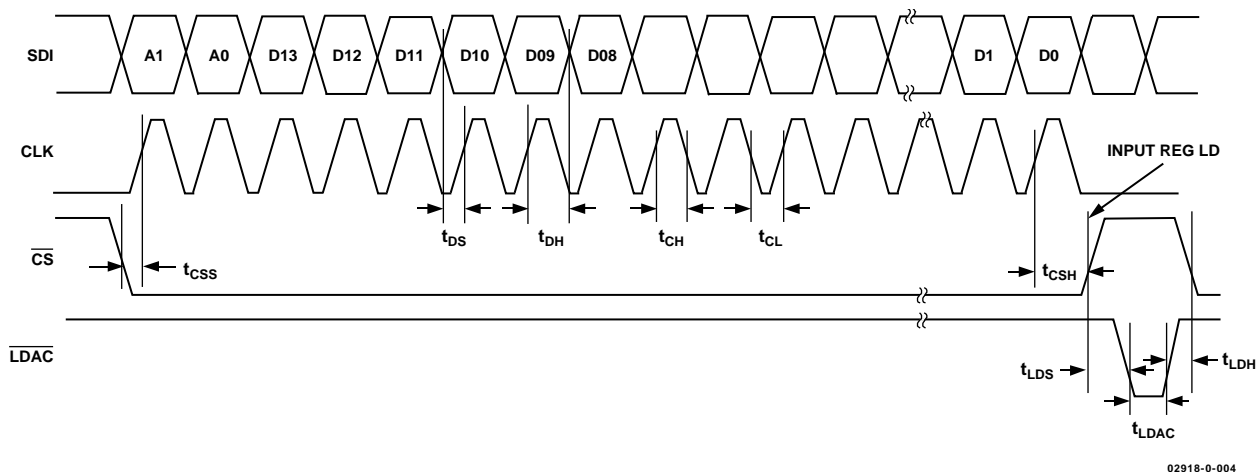 SDI A1 A0 D13 D12 D11 D10 D09 D08 D1 D0
CLK
INPUT REG LD
tDS tDH tCH tCL
CS tCSS tCSH
LDAC
tLDS tLDH
tLDAC
02918-0-004